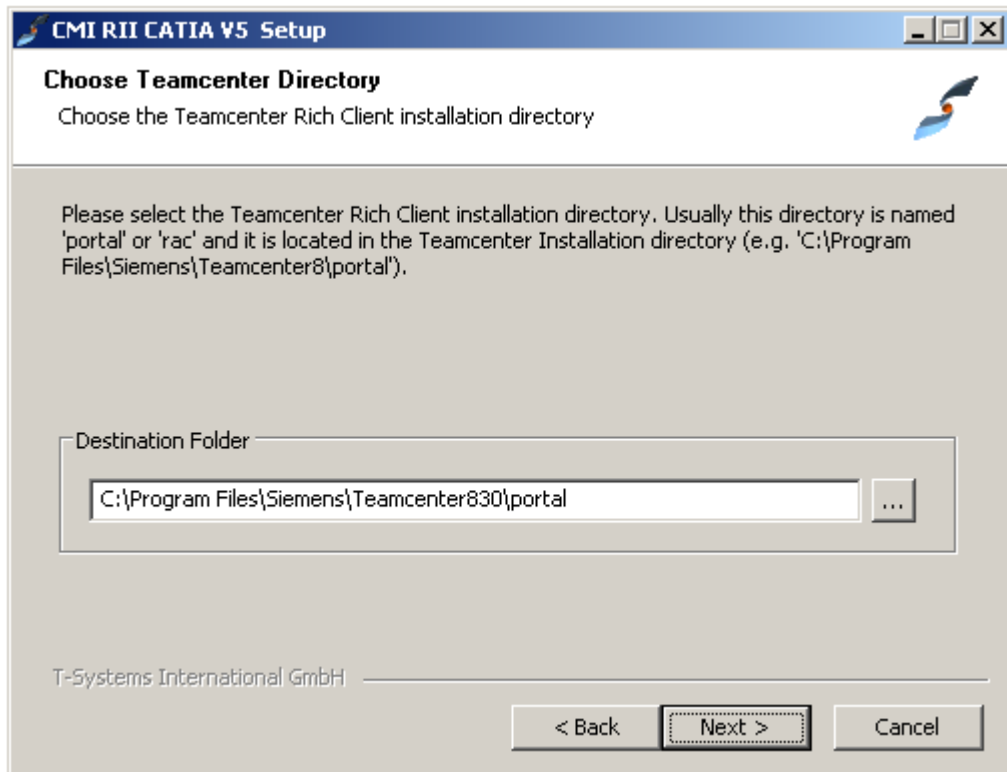 CMI RII CATIA V5  Setup
Choose Teamcenter Directory
Choose the Teamcenter Rich Client installation directory
Please select the Teamcenter Rich Client installation directory. Usually this directory is named
'portal' or 'rac' and it is located in the Teamcenter Installation directory (e.g. 'C:\Program
Files\Siemens\Teamcenter8\portal').
Destination Folder
C:\Program Files\Siemens\Teamcenter830\portal
...
T-Systems International GmbH
< Back
Next >
Cancel